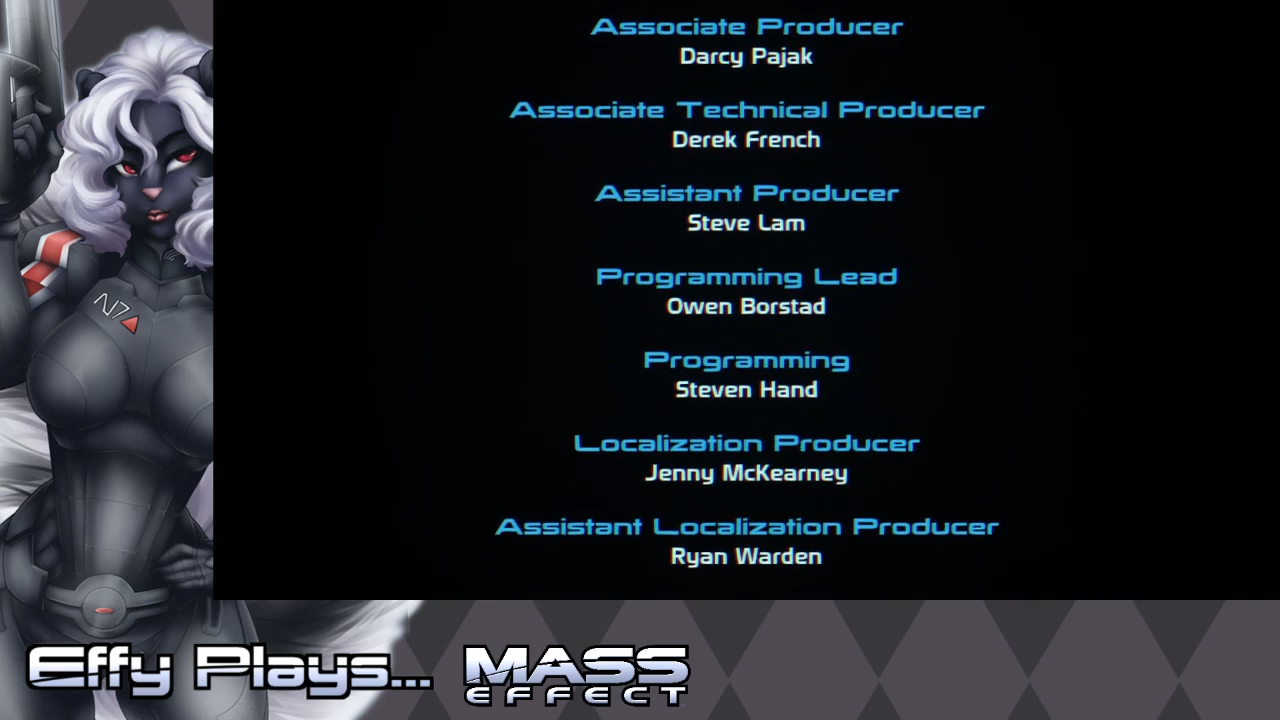 Associate Producer
Darcy Pajak
Associate Technical Producer
Derek French
Assistant Producer
Steve Lam
Programming Lead
Owen Borstad
Programming
Steven Hand
Localization Producer
Jenny McKearney
Assistant Localization Producer
Ryan Warden
N7
Effy Plays...
MASS
EFFECT